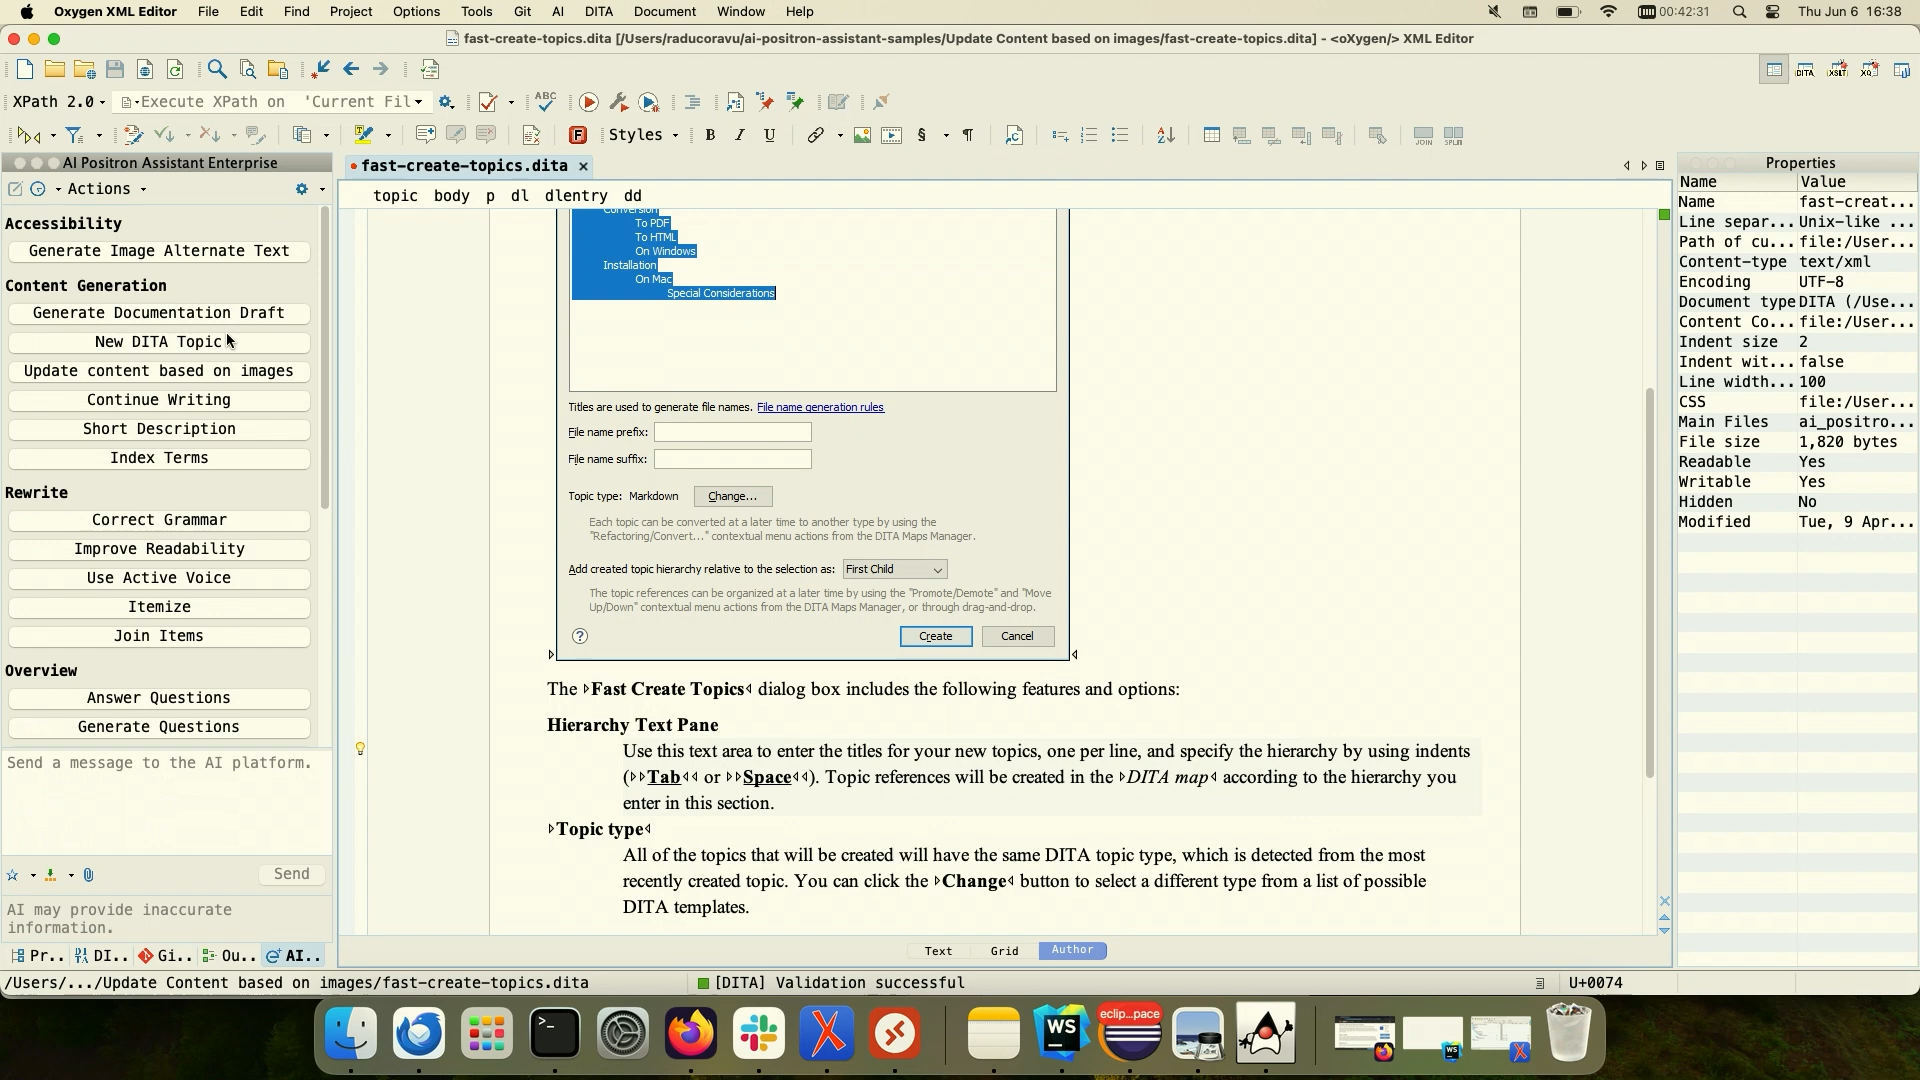 Oxygen XML Editor File Edit Find Project Options Tools Git AI DITA Document Window Help 00:42:31 Thu Jun 6 16:38
fast-create-topics.dita [/Users/raducoravu/ai-positron-assistant-samples/Update Content based on images/fast-create-topics.dita] - <oXygen/> XML Editor
DITA XSLT XQ
XPath 2.0 Execute XPath on 'Current Fil ABC
F Styles B I U § ¶ JOIN SPLIT
AI Positron Assistant Enterprise
Actions
Accessibility
Generate Image Alternate Text
Content Generation
Generate Documentation Draft
New DITA Topic
Update content based on images
Continue Writing
Short Description
Index Terms
Rewrite
Correct Grammar
Improve Readability
Use Active Voice
Itemize
Join Items
Overview
Answer Questions
Generate Questions
Send a message to the AI platform.
Send
AI may provide inaccurate
information.
Pr.. DI.. Gi.. Ou.. AI..
fast-create-topics.dita
topic body p dl dlentry dd
Conversion
To PDF
To HTML
On Windows
Installation
On Mac
Special Considerations
Titles are used to generate file names. File name generation rules
File name prefix:
File name suffix:
Topic type: Markdown Change...
Each topic can be converted at a later time to another type by using the
"Refactoring/Convert..." contextual menu actions from the DITA Maps Manager.
Add created topic hierarchy relative to the selection as: First Child
The topic references can be organized at a later time by using the "Promote/Demote" and "Move
Up/Down" contextual menu actions from the DITA Maps Manager, or through drag-and-drop.
? Create Cancel
The Fast Create Topics dialog box includes the following features and options:
Hierarchy Text Pane
Use this text area to enter the titles for your new topics, one per line, and specify the hierarchy by using indents
(Tab or Space). Topic references will be created in the DITA map according to the hierarchy you
enter in this section.
Topic type
All of the topics that will be created will have the same DITA topic type, which is detected from the most
recently created topic. You can click the Change button to select a different type from a list of possible
DITA templates.
Text Grid Author
Properties
Name Value
Name fast-creat...
Line separ... Unix-like ...
Path of cu... file:/User...
Content-type text/xml
Encoding UTF-8
Document type DITA (/Use...
Content Co... file:/User...
Indent size 2
Indent wit... false
Line width... 100
CSS file:/User...
Main Files ai_positro...
File size 1,820 bytes
Readable Yes
Writable Yes
Hidden No
Modified Tue, 9 Apr...
/Users/.../Update Content based on images/fast-create-topics.dita [DITA] Validation successful U+0074
WS eclip...pace